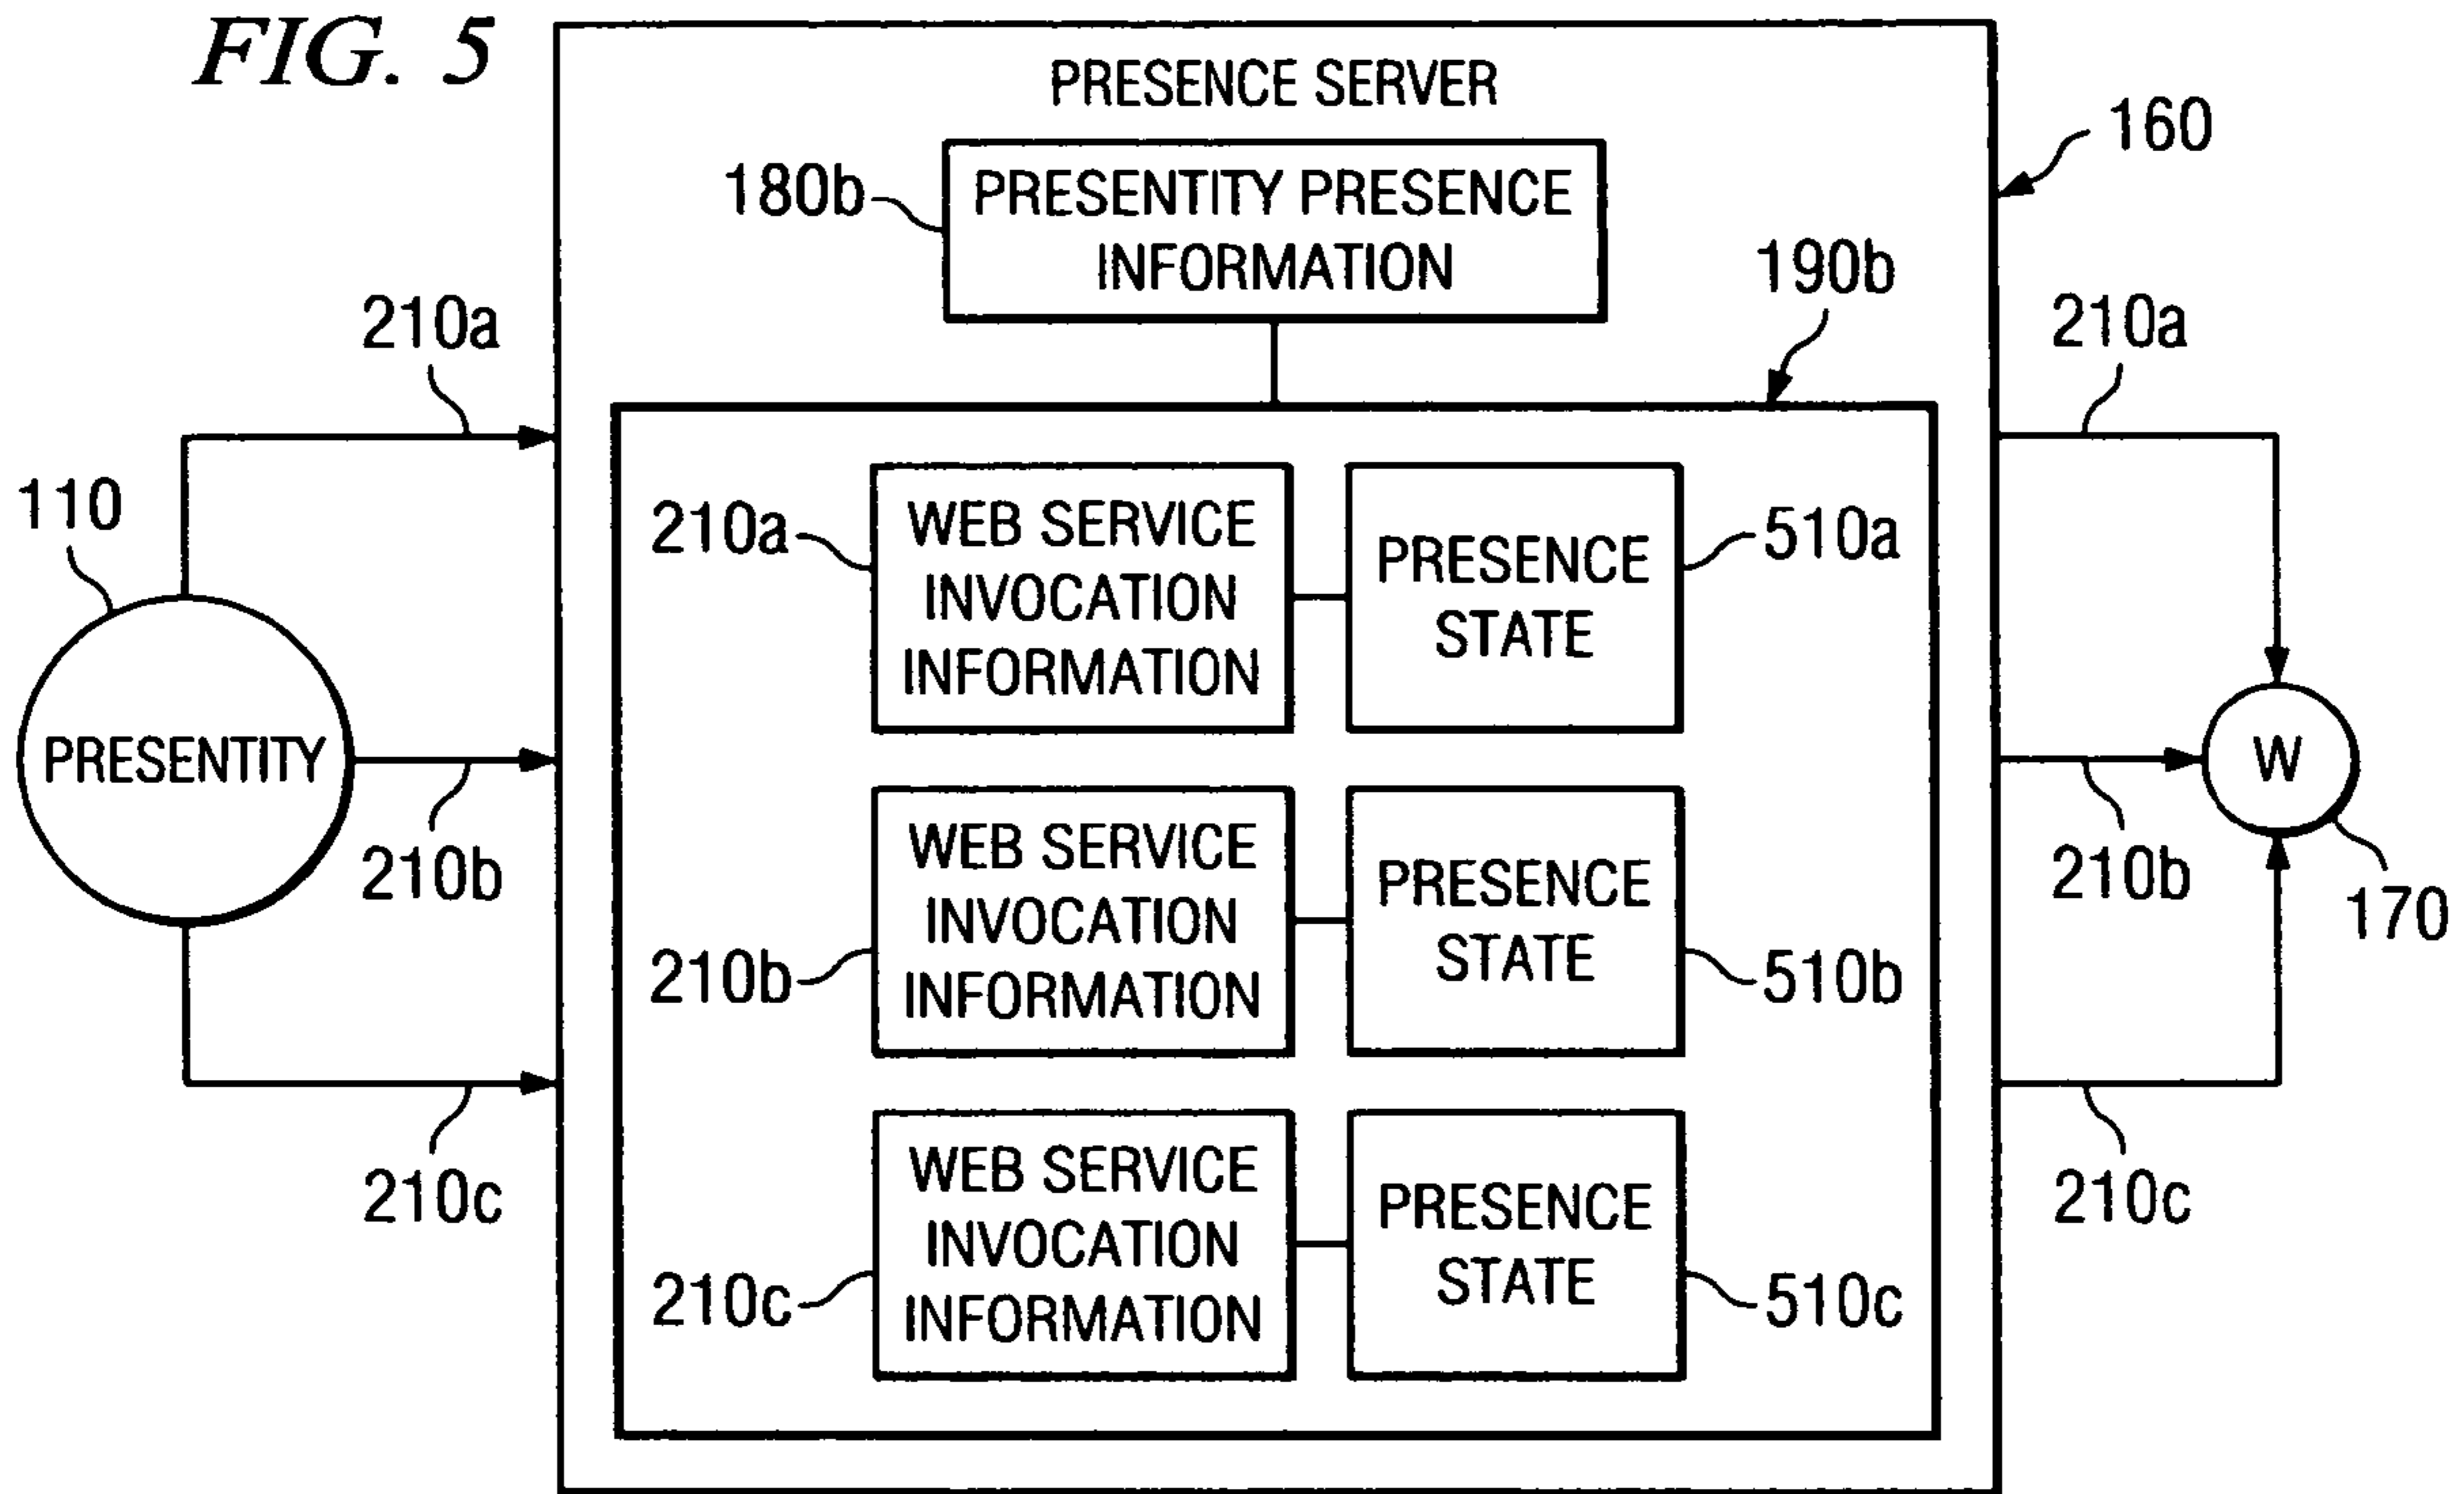 FIG. 5
PRESENCE SERVER
160
180b
PRESENTITY PRESENCE
INFORMATION
190b
210a
210a
110
210a
WEB SERVICE
INVOCATION
INFORMATION
PRESENCE
STATE
510a
PRESENTITY
W
210b
210b
170
210b
WEB SERVICE
INVOCATION
INFORMATION
PRESENCE
STATE
510b
210c
210c
210c
WEB SERVICE
INVOCATION
INFORMATION
PRESENCE
STATE
510c